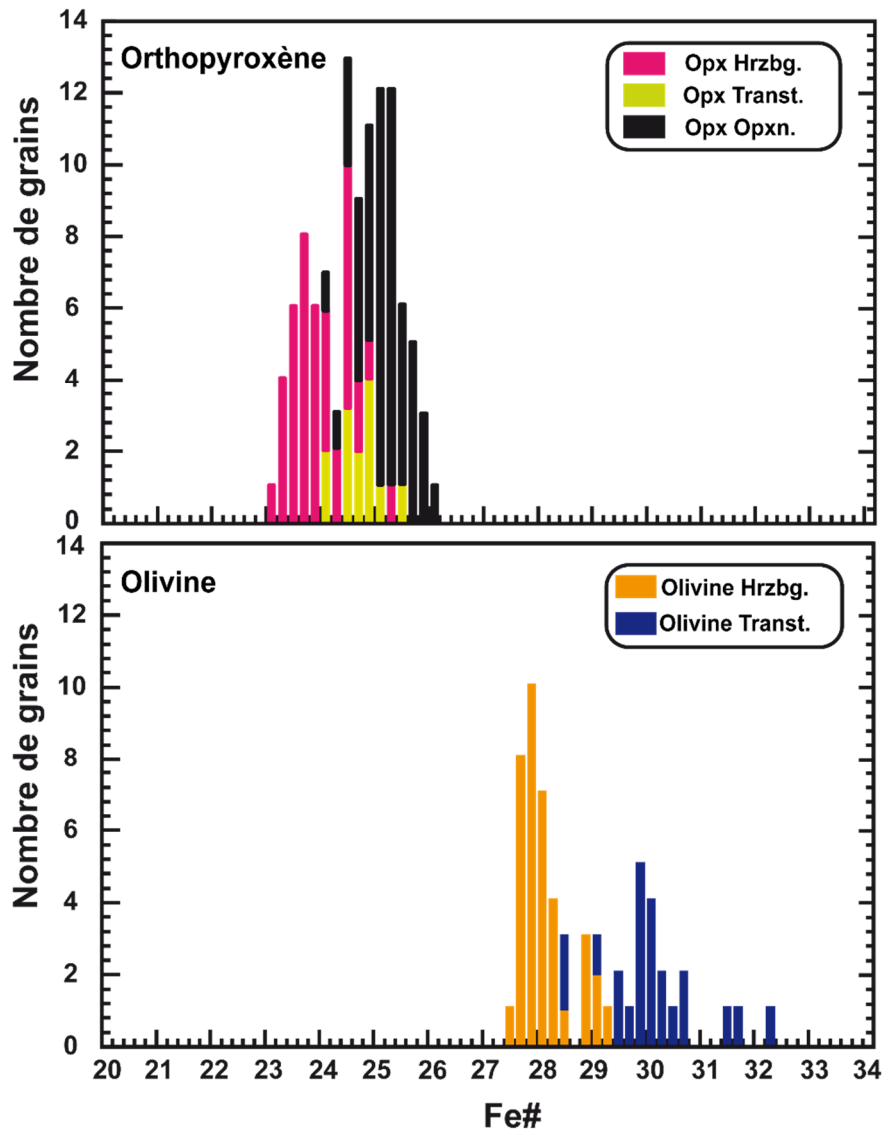 Orthopyroxène
Opx Hrzbg.
Opx Transt.
Opx Opxn.
Nombre de grains
14
12
10
8
6
4
2
0
Olivine
Olivine Hrzbg.
Olivine Transt.
Nombre de grains
14
12
10
8
6
4
2
0
20 21 22 23 24 25 26 27 28 29 30 31 32 33 34
Fe#